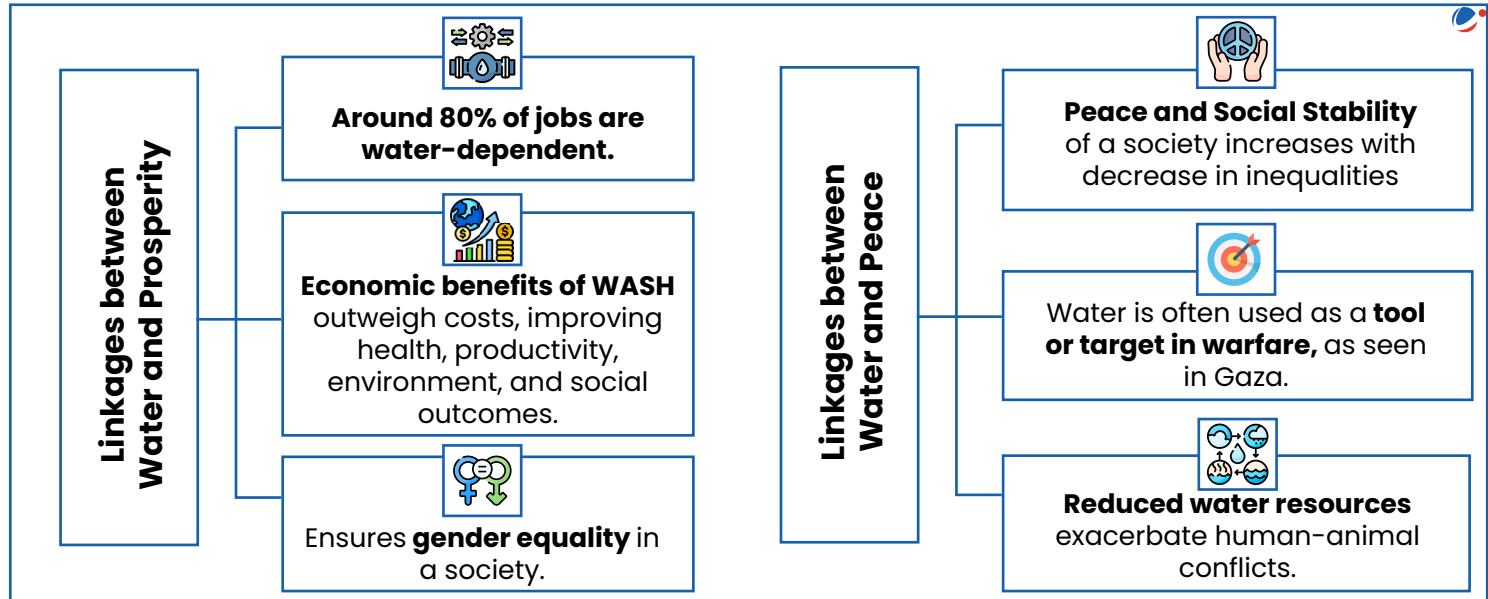 Linkages between
Water and Prosperity
Around 80% of jobs are
water-dependent.
Economic benefits of WASH
outweigh costs, improving
health, productivity,
environment, and social
outcomes.
Ensures gender equality in
a society.
Linkages between
Water and Peace
Peace and Social Stability
of a society increases with
decrease in inequalities
Water is often used as a tool
or target in warfare, as seen
in Gaza.
Reduced water resources
exacerbate human-animal
conflicts.